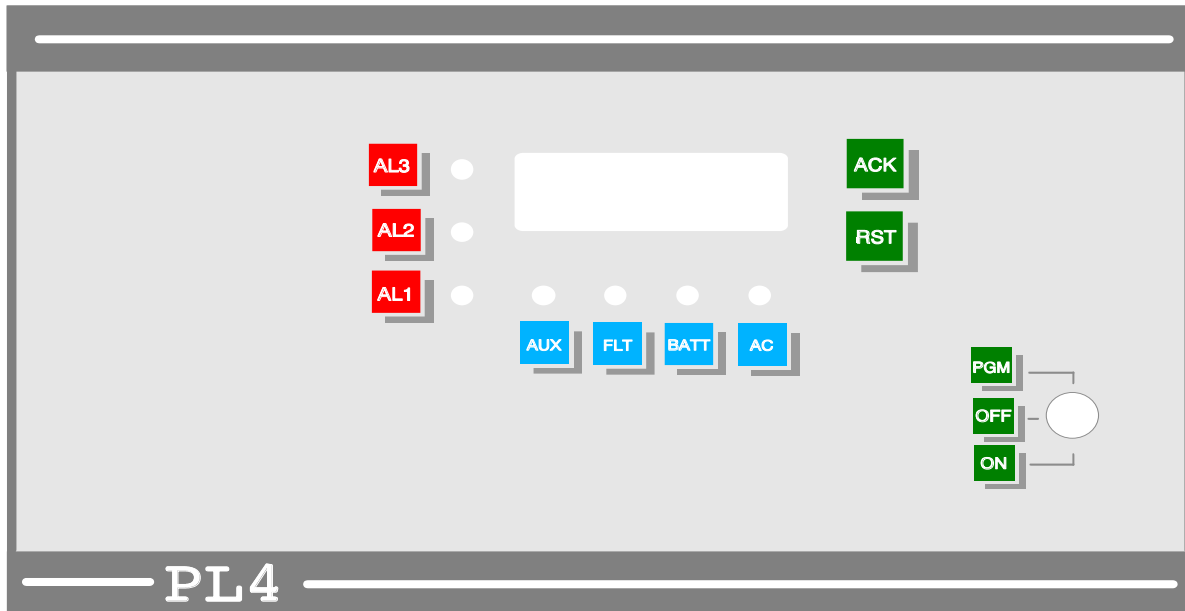 AL3
ACK
AL2
RST
AL1
AUX FLT BATT AC
PGM
OFF
ON
PL4